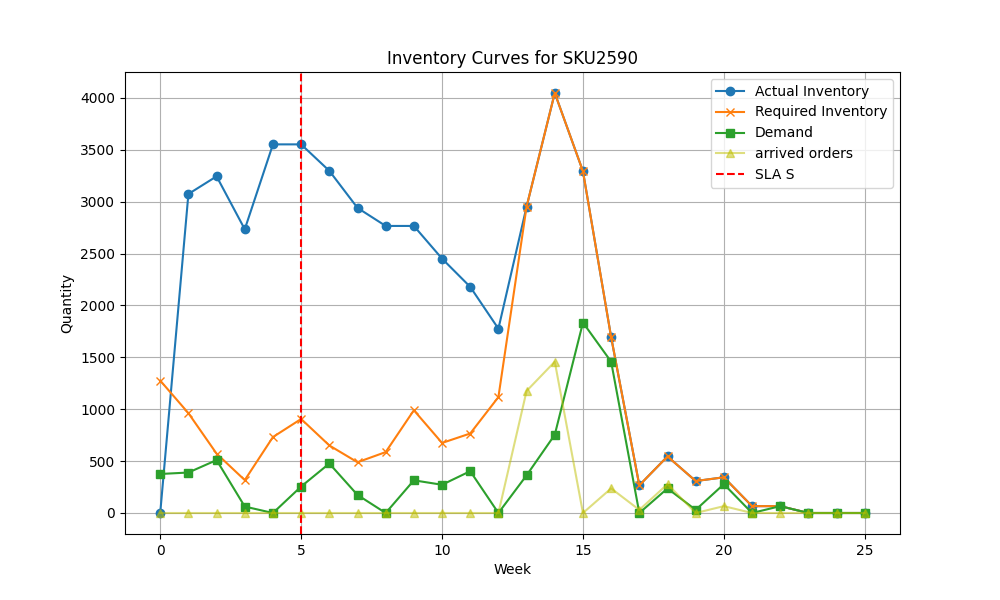 Inventory Curves for SKU2590
4000
3500
3000
2500
2000
1500
1000
500
0
Quantity
Actual Inventory
Required Inventory
Demand
arrived orders
SLA S
0 5 10 15 20 25
Week